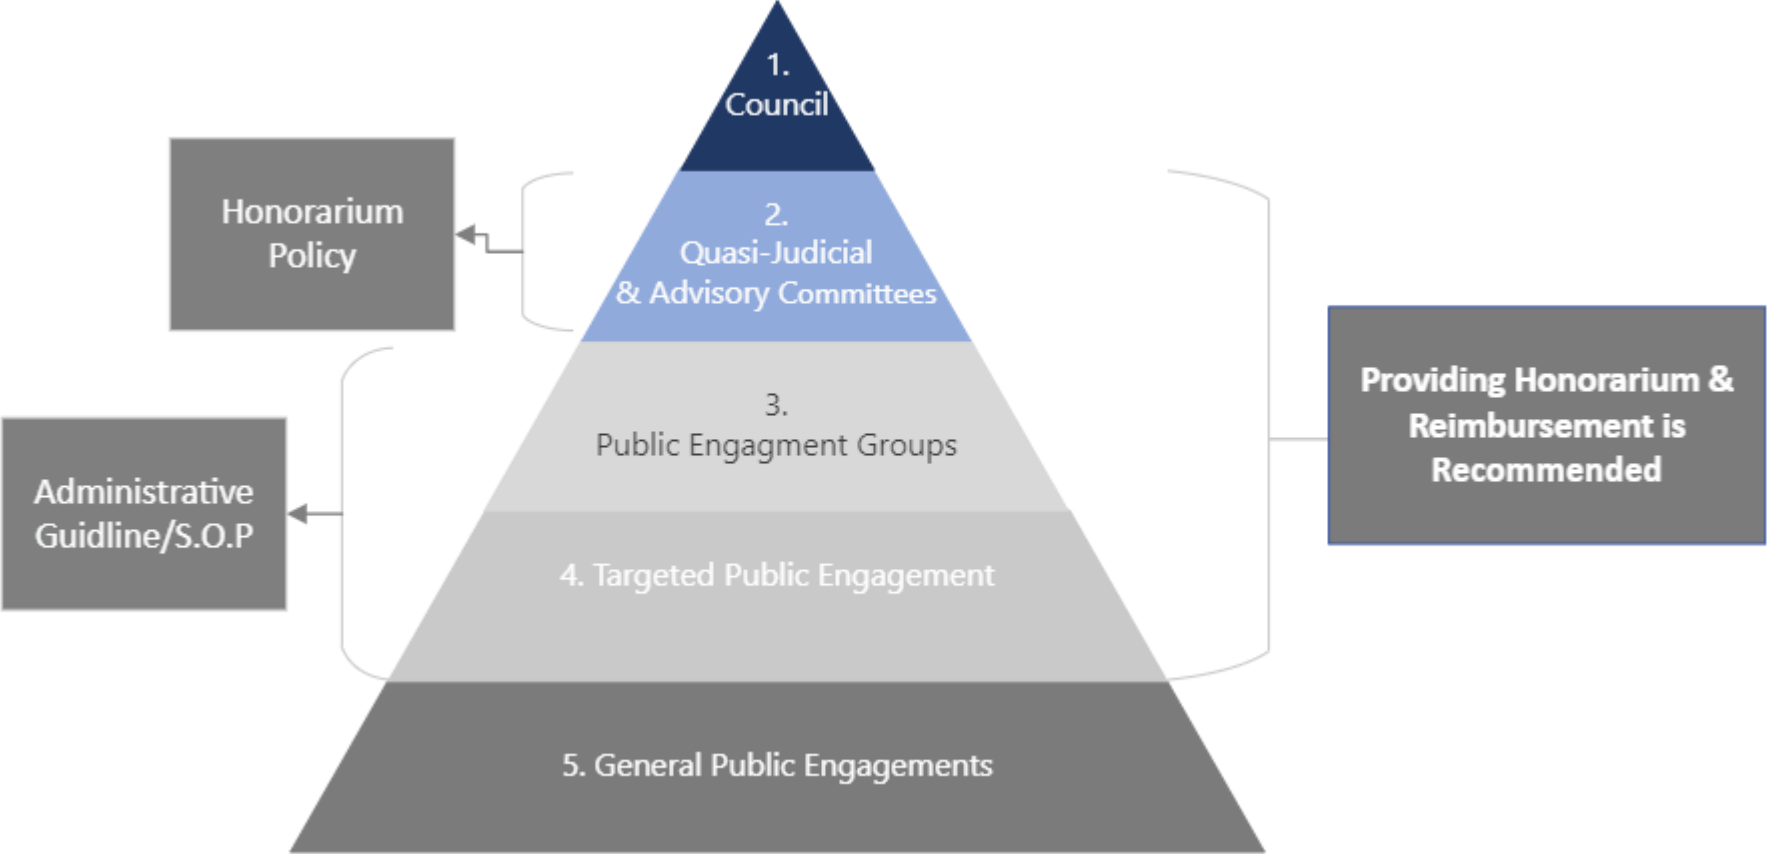 1.
Council
Honorarium
Policy
2.
Quasi-Judicial
& Advisory Committees
Providing Honorarium &
Reimbursement is
Recommended
3.
Public Engagment Groups
Administrative
Guidline/S.O.P
4. Targeted Public Engagement
5. General Public Engagements